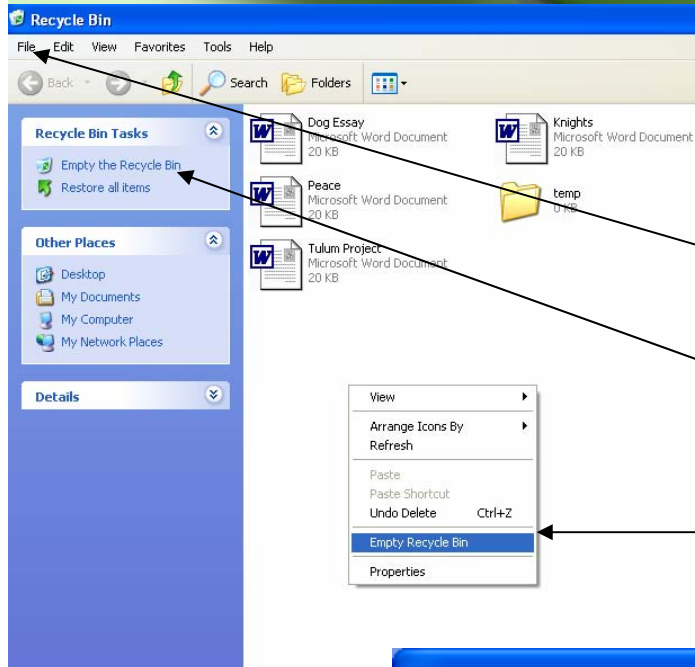 Recycle Bin
File Edit View Favorites Tools Help
Back Search Folders
Recycle Bin Tasks
Empty the Recycle Bin
Restore all items
Other Places
Desktop
My Documents
My Computer
My Network Places
Details
Dog Essay
Microsoft Word Document
20 KB
Knights
Microsoft Word Document
20 KB
Peace
Microsoft Word Document
20 KB
temp
0 KB
Tulum Project
Microsoft Word Document
20 KB
View
Arrange Icons By
Refresh
Paste
Paste Shortcut
Undo Delete Ctrl+Z
Empty Recycle Bin
Properties